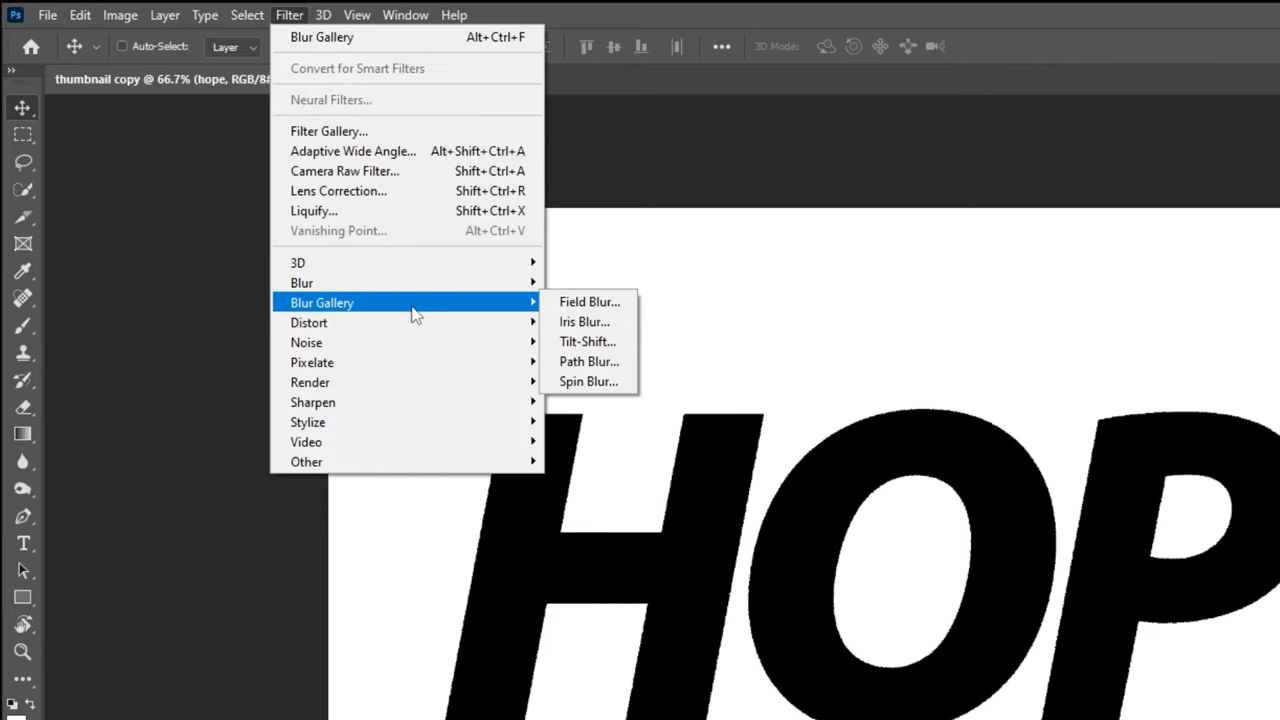 Ps File Edit Image Layer Type Select Filter 3D View Window Help
Auto-Select: Layer 3D Mode:
thumbnail copy @ 66.7% (hope, RGB/8#
Blur Gallery Alt+Ctrl+F
Convert for Smart Filters
Neural Filters...
Filter Gallery...
Adaptive Wide Angle... Alt+Shift+Ctrl+A
Camera Raw Filter... Shift+Ctrl+A
Lens Correction... Shift+Ctrl+R
Liquify... Shift+Ctrl+X
Vanishing Point... Alt+Ctrl+V
3D
Blur
Blur Gallery
Distort
Noise
Pixelate
Render
Sharpen
Stylize
Video
Other
Field Blur...
Iris Blur...
Tilt-Shift...
Path Blur...
Spin Blur...
HOP